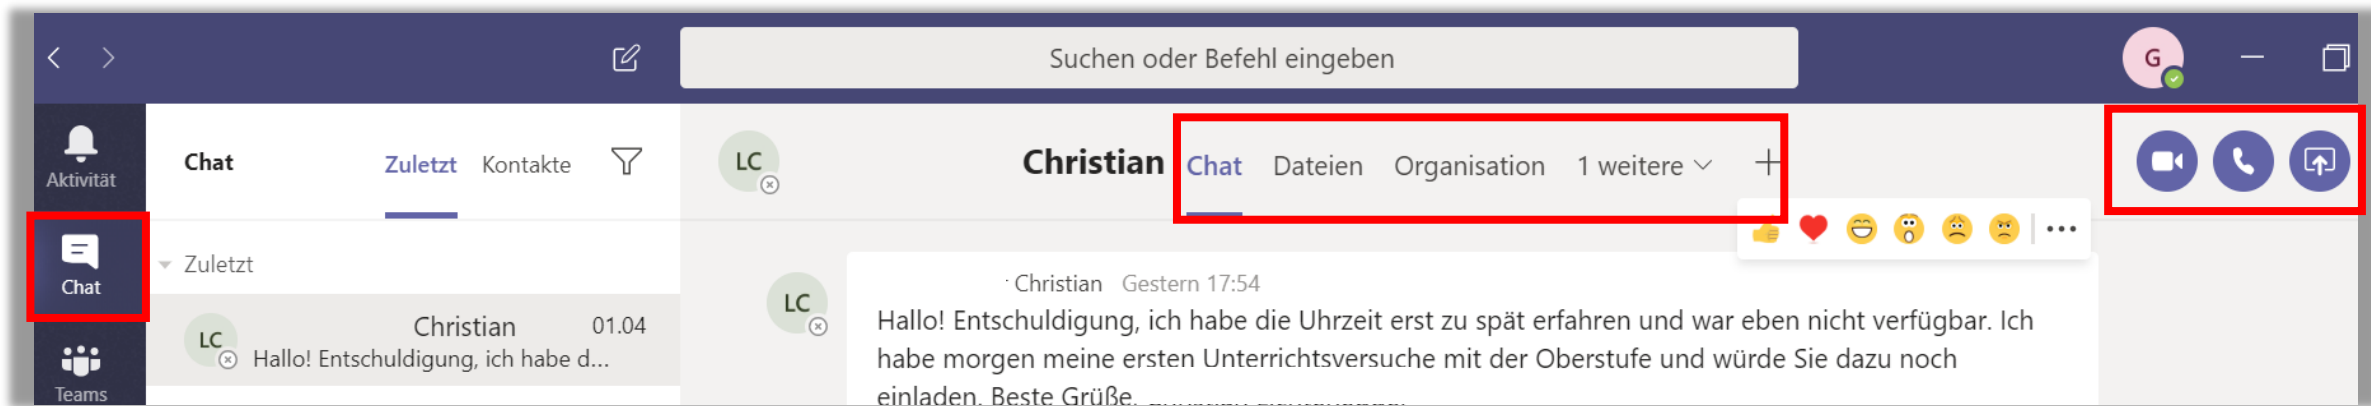 Suchen oder Befehl eingeben
G
Aktivität
Chat
Teams
Chat
Zuletzt Kontakte
Zuletzt
LC
Christian 01.04
Hallo! Entschuldigung, ich habe d...
LC
Christian Chat Dateien Organisation 1 weitere
LC
Christian Gestern 17:54
Hallo! Entschuldigung, ich habe die Uhrzeit erst zu spät erfahren und war eben nicht verfügbar. Ich
habe morgen meine ersten Unterrichtsversuche mit der Oberstufe und würde Sie dazu noch
einladen. Beste Grüße,